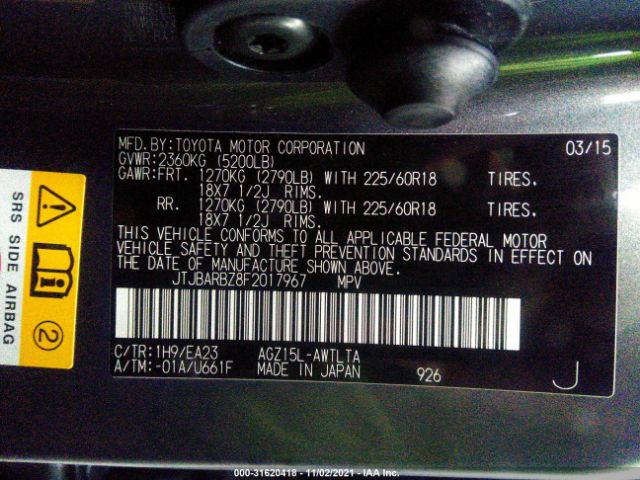 MFD.BY:TOYOTA MOTOR CORPORATION 03/15
GVWR:2360KG (5200LB)
GAWR:FRT. 1270KG (2790LB) WITH 225/60R18 TIRES.
18X7 1/2J RIMS.
RR. 1270KG (2790LB) WITH 225/60R18 TIRES.
18X7 1/2J RIMS.
THIS VEHICLE CONFORMS TO ALL APPLICABLE FEDERAL MOTOR
VEHICLE SAFETY AND THEFT PREVENTION STANDARDS IN EFFECT ON
THE DATE OF MANUFACTURE SHOWN ABOVE.
JTJBARBZ8F2017967 MPV
C/TR:1H9/EA23 AGZ15L-AWTLTA
A/TM:-01A/U661F MADE IN JAPAN 926 J
SRS SIDE AIRBAG
2
000-31620418 - 11/02/2021 - IAA Inc.